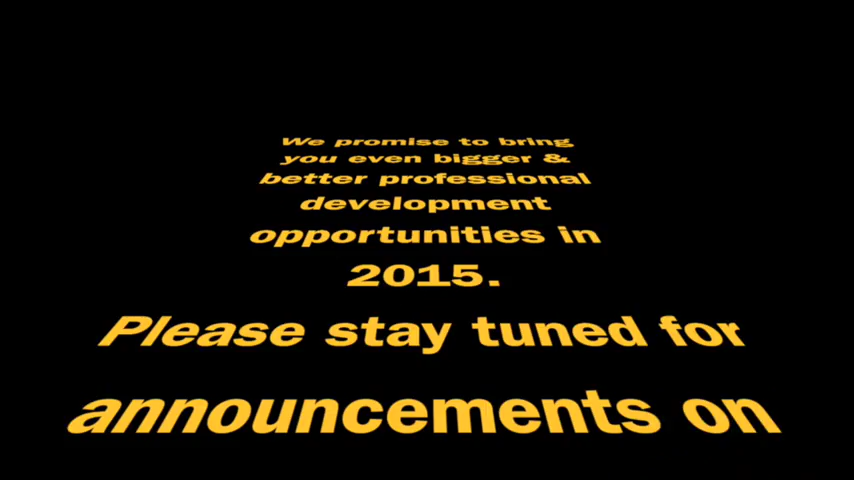 We promise to bring
you even bigger &
better professional
development
opportunities in
2015.
Please stay tuned for
announcements on